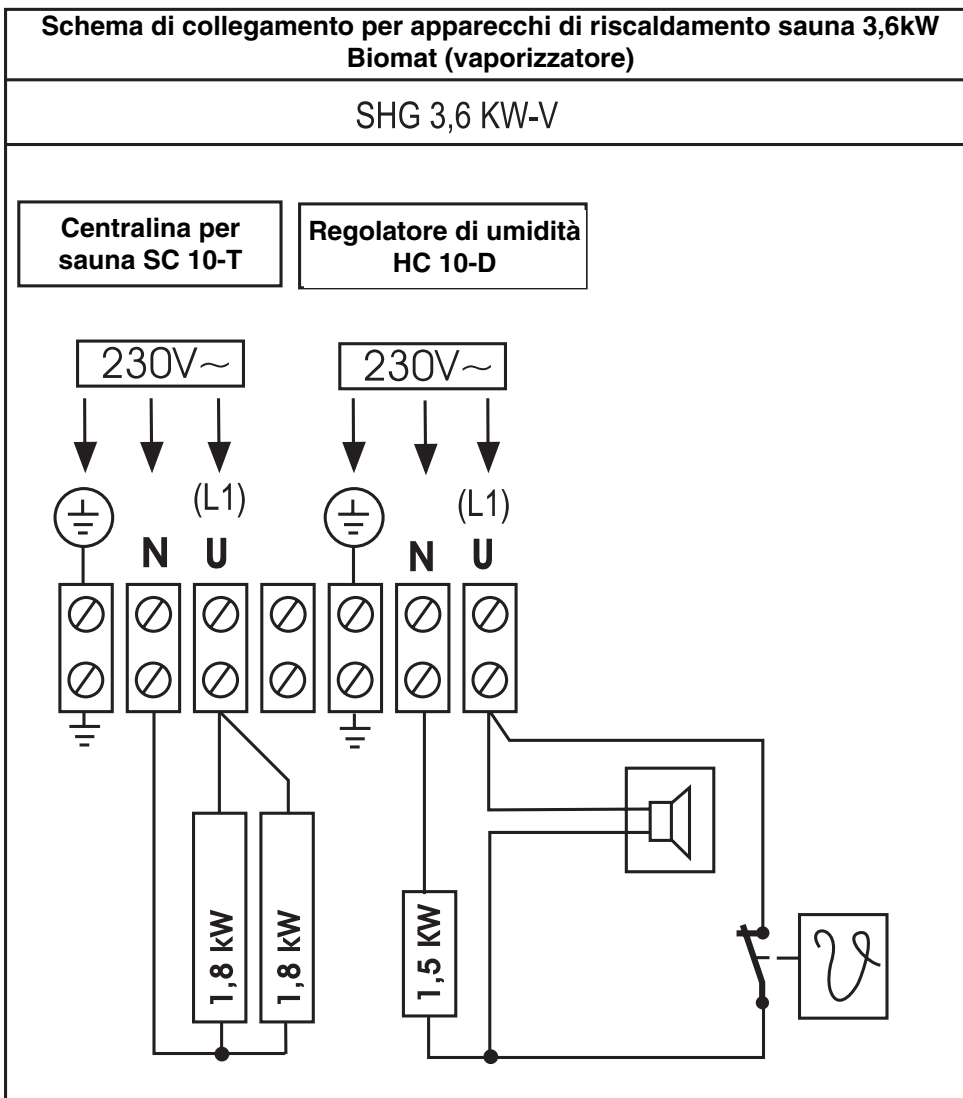 Schema di collegamento per apparecchi di riscaldamento sauna 3,6kW
Biomat (vaporizzatore)
SHG 3,6 KW-V
Centralina per
sauna SC 10-T
Regolatore di umidità
HC 10-D
230V~
230V~
(L1)
(L1)
N U
N U
1,8 kW
1,8 kW
1,5 KW
ϑ